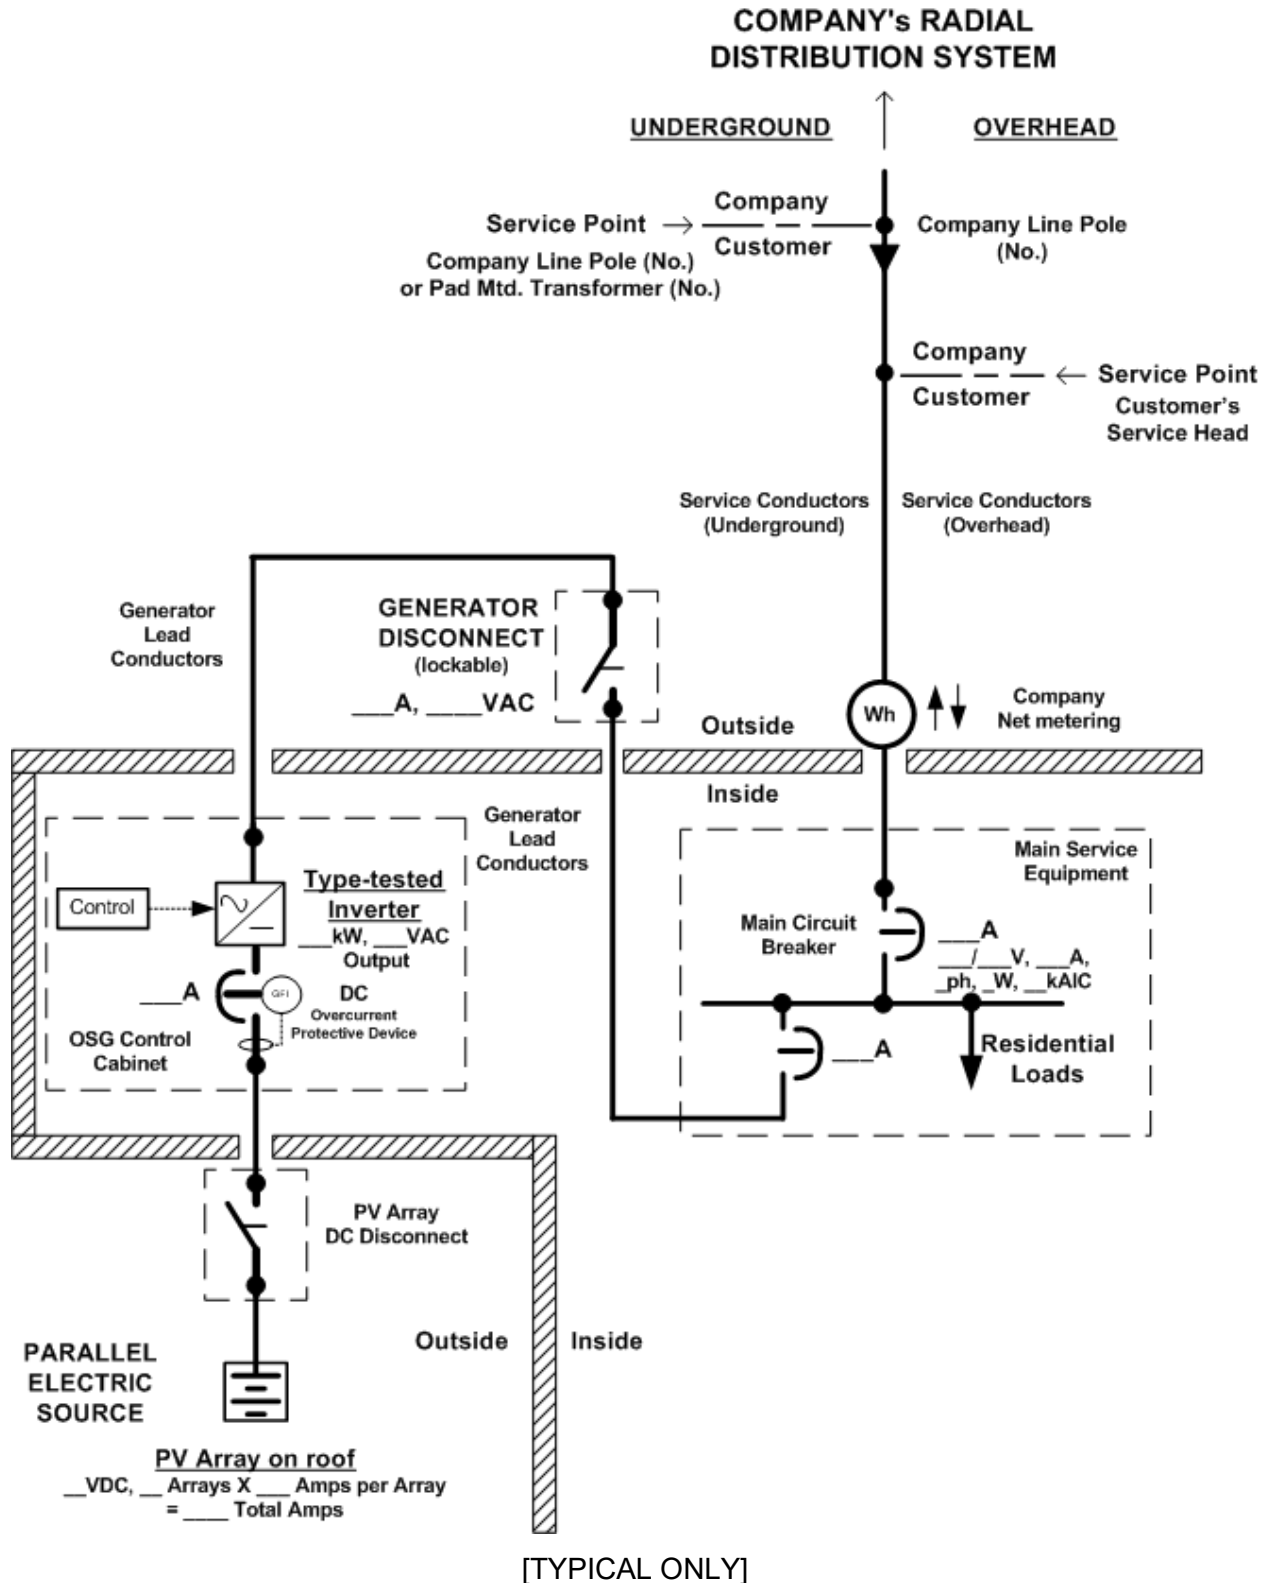 COMPANY's RADIAL
DISTRIBUTION SYSTEM
UNDERGROUND
OVERHEAD
Company
Service Point
Customer
Company Line Pole (No.)
or Pad Mtd. Transformer (No.)
Company Line Pole
(No.)
Company
Customer
Service Point
Customer's
Service Head
Service Conductors
(Underground)
Service Conductors
(Overhead)
Generator
Lead
Conductors
GENERATOR
DISCONNECT
(lockable)
___A, ____VAC
Wh
Company
Net metering
Outside
Inside
Generator
Lead
Conductors
Control
Type-tested
Inverter
___kW, ___VAC
Output
___A
GFI
DC
Overcurrent
Protective Device
OSG Control
Cabinet
Main Service
Equipment
Main Circuit
Breaker
___A
___/___V, ___A,
_ph, _W, __kAIC
___A
Residential
Loads
PV Array
DC Disconnect
Outside
Inside
PARALLEL
ELECTRIC
SOURCE
PV Array on roof
__VDC, __ Arrays X ___ Amps per Array
= ____ Total Amps
[TYPICAL ONLY]